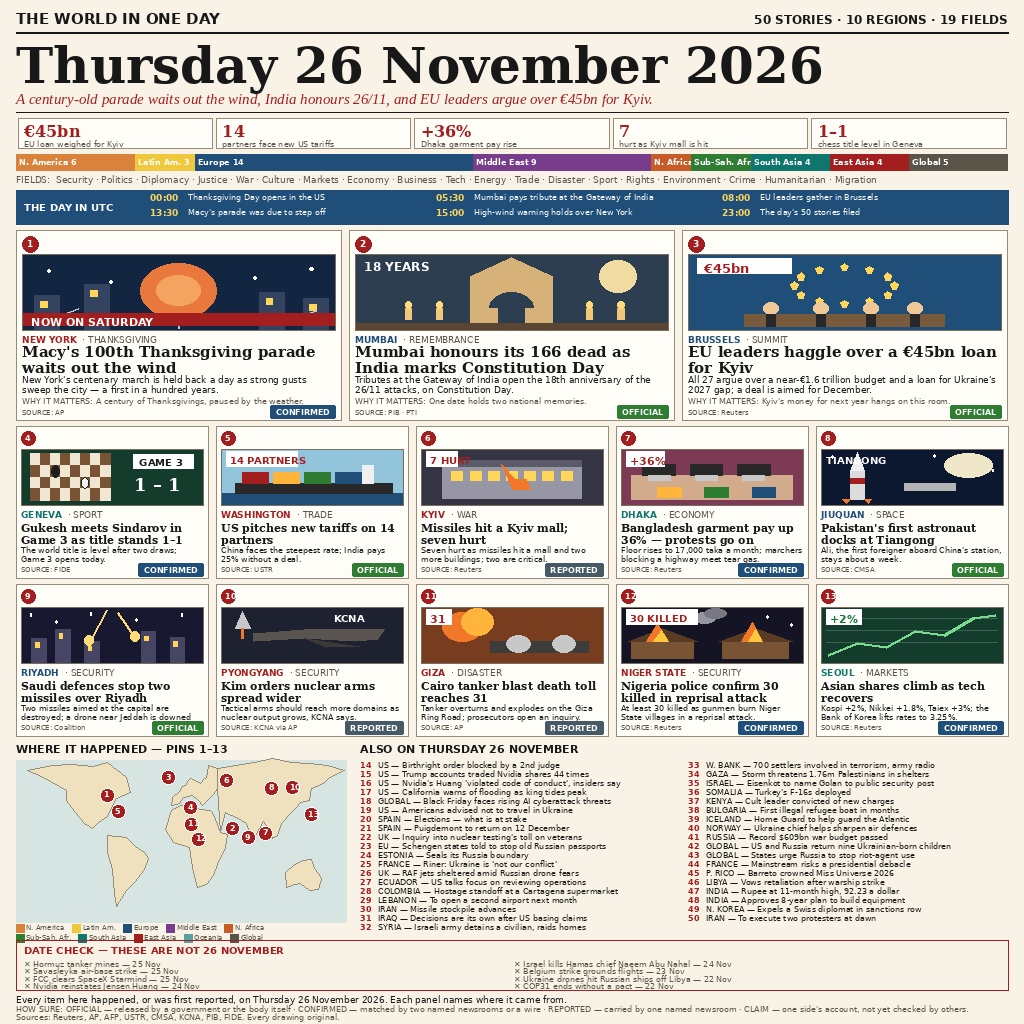 THE WORLD IN ONE DAY
50 STORIES · 10 REGIONS · 19 FIELDS
Thursday 26 November 2026
A century-old parade waits out the wind, India honours 26/11, and EU leaders argue over €45bn for Kyiv.
€45bn
EU loan weighed for Kyiv
14
partners face new US tariffs
+36%
Dhaka garment pay rise
7
hurt as Kyiv mall is hit
1–1
chess title level in Geneva
N. America 6
Latin Am. 3
Europe 14
Middle East 9
N. Africa
Sub-Sah. Afr
South Asia 4
East Asia 4
Global 5
FIELDS: Security · Politics · Diplomacy · Justice · War · Culture · Markets · Economy · Business · Tech · Energy · Trade · Disaster · Sport · Rights · Environment · Crime · Humanitarian · Migration
THE DAY IN UTC
00:00 Thanksgiving Day opens in the US
05:30 Mumbai pays tribute at the Gateway of India
08:00 EU leaders gather in Brussels
13:30 Macy's parade was due to step off
15:00 High-wind warning holds over New York
23:00 The day's 50 stories filed
1
NOW ON SATURDAY
NEW YORK · THANKSGIVING
Macy's 100th Thanksgiving parade
waits out the wind
New York's centenary march is held back a day as strong gusts
sweep the city — a first in a hundred years.
WHY IT MATTERS: A century of Thanksgivings, paused by the weather.
SOURCE: AP
CONFIRMED
2
18 YEARS
MUMBAI · REMEMBRANCE
Mumbai honours its 166 dead as
India marks Constitution Day
Tributes at the Gateway of India open the 18th anniversary of the
26/11 attacks, on Constitution Day.
WHY IT MATTERS: One date holds two national memories.
SOURCE: PIB · PTI
OFFICIAL
3
€45bn
BRUSSELS · SUMMIT
EU leaders haggle over a €45bn loan
for Kyiv
All 27 argue over a near-€1.6 trillion budget and a loan for Ukraine's
2027 gap; a deal is aimed for December.
WHY IT MATTERS: Kyiv's money for next year hangs on this room.
SOURCE: Reuters
OFFICIAL
4
GAME 3
1 – 1
GENEVA · SPORT
Gukesh meets Sindarov in
Game 3 as title stands 1–1
The world title is level after two draws;
Game 3 opens today.
SOURCE: FIDE
CONFIRMED
5
14 PARTNERS
WASHINGTON · TRADE
US pitches new tariffs on 14
partners
China faces the steepest rate; India pays
25% without a deal.
SOURCE: USTR
OFFICIAL
6
7 HURT
KYIV · WAR
Missiles hit a Kyiv mall;
seven hurt
Seven hurt as missiles hit a mall and two
more buildings; two are critical.
SOURCE: Reuters
REPORTED
7
+36%
DHAKA · ECONOMY
Bangladesh garment pay up
36% — protests go on
Floor rises to 17,000 taka a month; marchers
blocking a highway meet tear gas.
SOURCE: Reuters
CONFIRMED
8
TIANGONG
JIUQUAN · SPACE
Pakistan's first astronaut
docks at Tiangong
Ali, the first foreigner aboard China's station,
stays about a week.
SOURCE: CMSA
OFFICIAL
9
RIYADH · SECURITY
Saudi defences stop two
missiles over Riyadh
Two missiles aimed at the capital are
destroyed; a drone near Jeddah is downed
SOURCE: Coalition
OFFICIAL
10
KCNA
PYONGYANG · SECURITY
Kim orders nuclear arms
spread wider
Tactical arms should reach more domains as
nuclear output grows, KCNA says.
SOURCE: KCNA via AP
REPORTED
11
31
GIZA · DISASTER
Cairo tanker blast death toll
reaches 31
Tanker overturns and explodes on the Giza
Ring Road; prosecutors open an inquiry.
SOURCE: AP
REPORTED
12
30 KILLED
NIGER STATE · SECURITY
Nigeria police confirm 30
killed in reprisal attack
At least 30 killed as gunmen burn Niger
State villages in a reprisal attack.
SOURCE: Reuters
CONFIRMED
13
+2%
SEOUL · MARKETS
Asian shares climb as tech
recovers
Kospi +2%, Nikkei +1.8%, Taiex +3%; the
Bank of Korea lifts rates to 3.25%.
SOURCE: Reuters
CONFIRMED
WHERE IT HAPPENED — PINS 1–13
1
5
3
6
4
11
12
2
9
7
8
10
13
N. America
Latin Am.
Europe
Middle East
N. Africa
Sub-Sah. Afr.
South Asia
East Asia
Oceania
Global
ALSO ON THURSDAY 26 NOVEMBER
14 US — Birthright order blocked by a 2nd judge
15 US — Trump accounts traded Nvidia shares 44 times
16 US — Nvidia's Huang 'violated code of conduct', insiders say
17 US — California warns of flooding as king tides peak
18 GLOBAL — Black Friday faces rising AI cyberattack threats
19 US — Americans advised not to travel in Ukraine
20 SPAIN — Elections — what is at stake
21 SPAIN — Puigdemont to return on 12 December
22 UK — Inquiry into nuclear testing's toll on veterans
23 EU — Schengen states told to stop old Russian passports
24 ESTONIA — Seals its Russia boundary
25 FRANCE — Riner: Ukraine is 'not our conflict'
26 UK — RAF jets sheltered amid Russian drone fears
27 ECUADOR — US talks focus on reviewing operations
28 COLOMBIA — Hostage standoff at a Cartagena supermarket
29 LEBANON — To open a second airport next month
30 IRAN — Missile stockpile advances
31 IRAQ — Decisions are its own after US basing claims
32 SYRIA — Israeli army detains a civilian, raids homes
33 W. BANK — 700 settlers involved in terrorism, army radio
34 GAZA — Storm threatens 1.76m Palestinians in shelters
35 ISRAEL — Eisenkot to name Golan to public security post
36 SOMALIA — Turkey's F-16s deployed
37 KENYA — Cult leader convicted of new charges
38 BULGARIA — First illegal refugee boat in months
39 ICELAND — Home to help guard the Atlantic
40 NORWAY — Ukraine chief helps sharpen air defences
41 RUSSIA — Record $609bn war budget passed
42 GLOBAL — US and Russia return nine Ukrainian-born children
43 GLOBAL — States urge Russia to stop riot-agent use
44 FRANCE — Mainstream risks a presidential debacle
45 P. RICO — Barreto crowned Miss Universe 2026
46 LIBYA — Vows retaliation after warship strike
47 INDIA — Rupee at 11-month high, 92.23 a dollar
48 INDIA — Approves 8-year plan to build equipment
49 N. KOREA — Expels a Swiss diplomat in sanctions row
50 IRAN — To execute two protesters at dawn
DATE CHECK — THESE ARE NOT 26 NOVEMBER
× Hormuz tanker mines — 25 Nov
× Savasleyka air-base strike — 25 Nov
× FCC clears SpaceX Starmind — 25 Nov
× Nvidia reinstates Jensen Huang — 24 Nov
× Israel kills Hamas chief Naeem Abu Nahal — 24 Nov
× Belgium strike grounds flights — 23 Nov
× Ukraine drones hit Russian ships off Libya — 22 Nov
× COP31 ends without a pact — 22 Nov
Every item here happened, or was first reported, on Thursday 26 November 2026. Each panel names where it came from.
HOW SURE: OFFICIAL — released by a government or the body itself · CONFIRMED — matched by two named newsrooms or a wire · REPORTED — carried by one named newsroom · CLAIM — one side's account, not yet checked by others.
Sources: Reuters, AP, AFP, USTR, CMSA, KCNA, PIB, FIDE. Every drawing original.